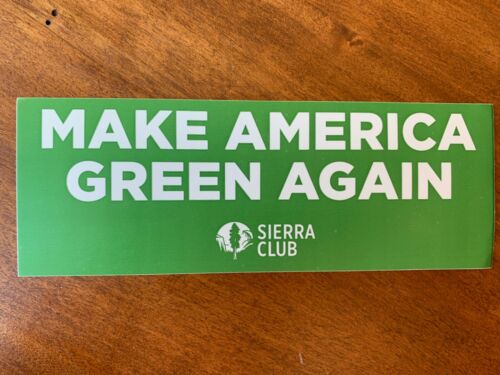 MAKE AMERICA
GREEN AGAIN
SIERRA
CLUB